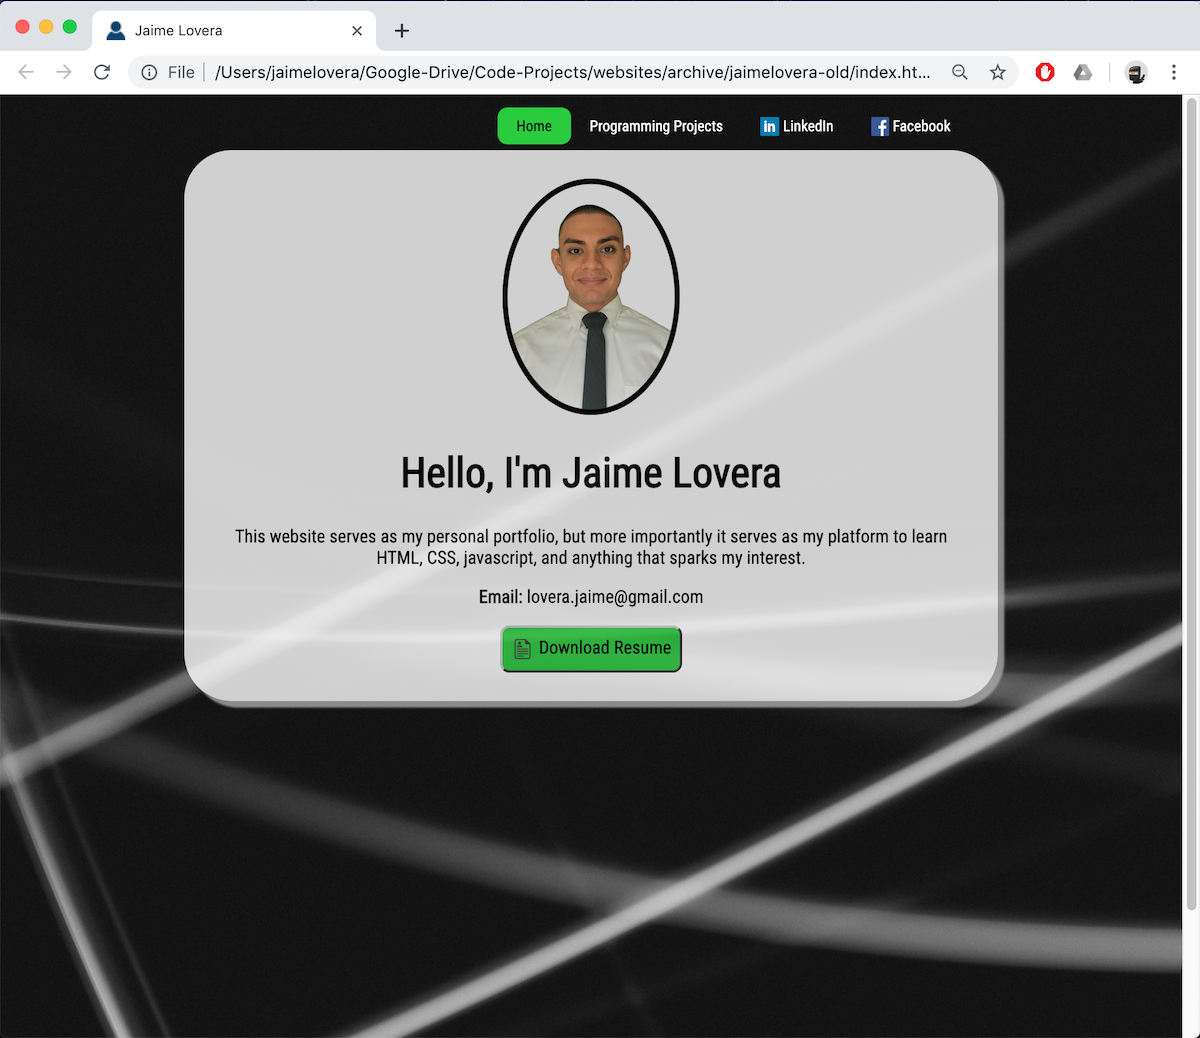 Jaime Lovera
File
/Users/jaimelovera/Google-Drive/Code-Projects/websites/archive/jaimelovera-old/index.ht...
Home
Programming Projects
in LinkedIn
f Facebook
Hello, I'm Jaime Lovera
This website serves as my personal portfolio, but more importantly it serves as my platform to learn
HTML, CSS, javascript, and anything that sparks my interest.
Email: lovera.jaime@gmail.com
Download Resume